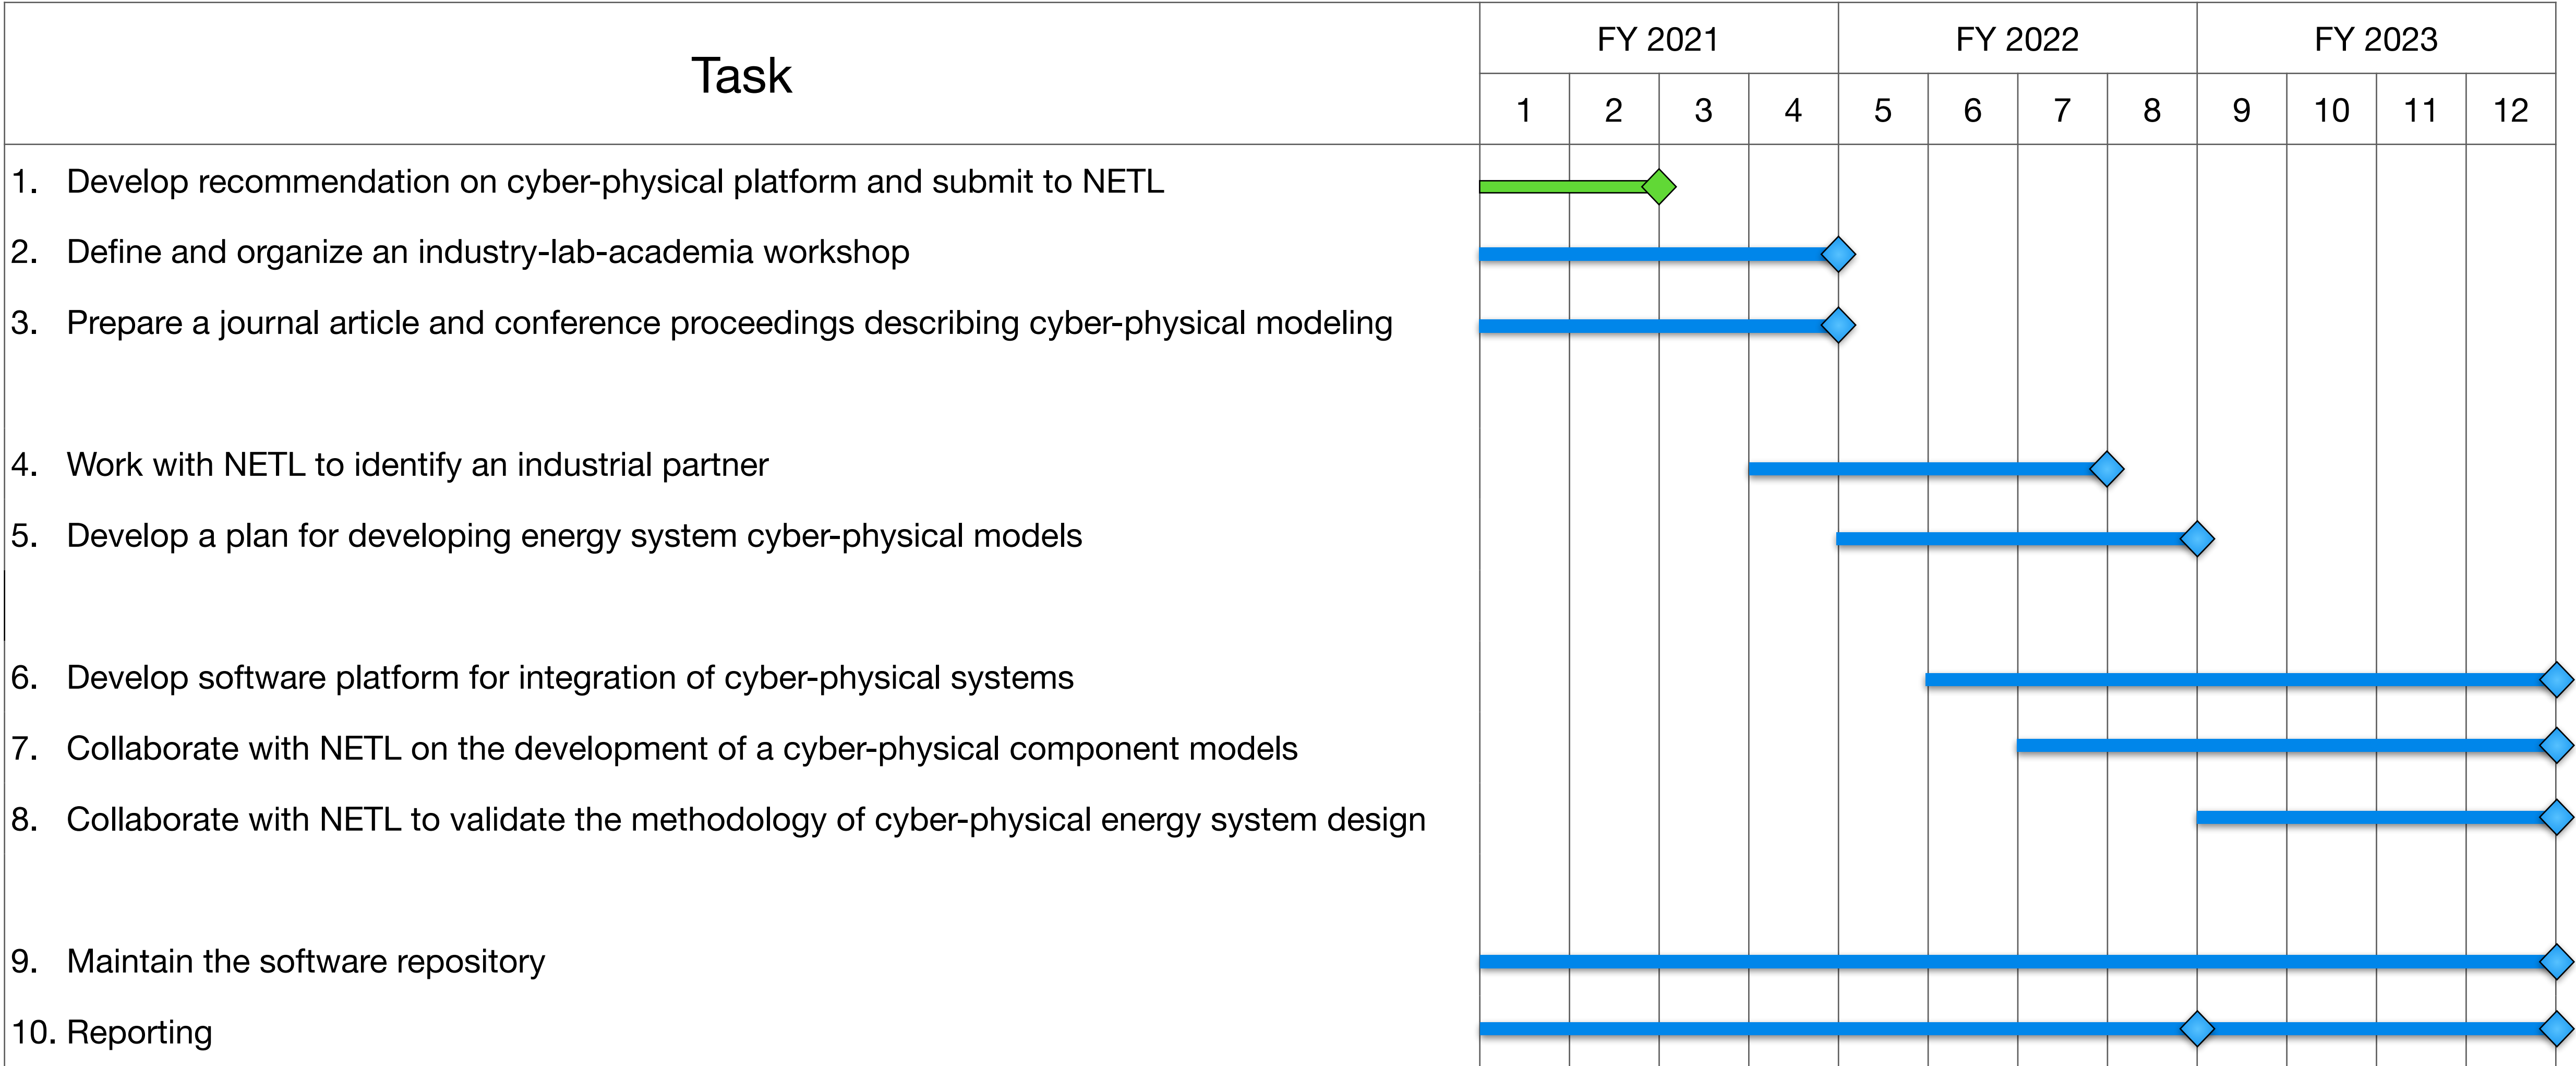 Task
FY 2021 FY 2022 FY 2023
1 2 3 4 5 6 7 8 9 10 11 12
1. Develop recommendation on cyber-physical platform and submit to NETL
2. Define and organize an industry-lab-academia workshop
3. Prepare a journal article and conference proceedings describing cyber-physical modeling
4. Work with NETL to identify an industrial partner
5. Develop a plan for developing energy system cyber-physical models
6. Develop software platform for integration of cyber-physical systems
7. Collaborate with NETL on the development of a cyber-physical component models
8. Collaborate with NETL to validate the methodology of cyber-physical energy system design
9. Maintain the software repository
10. Reporting